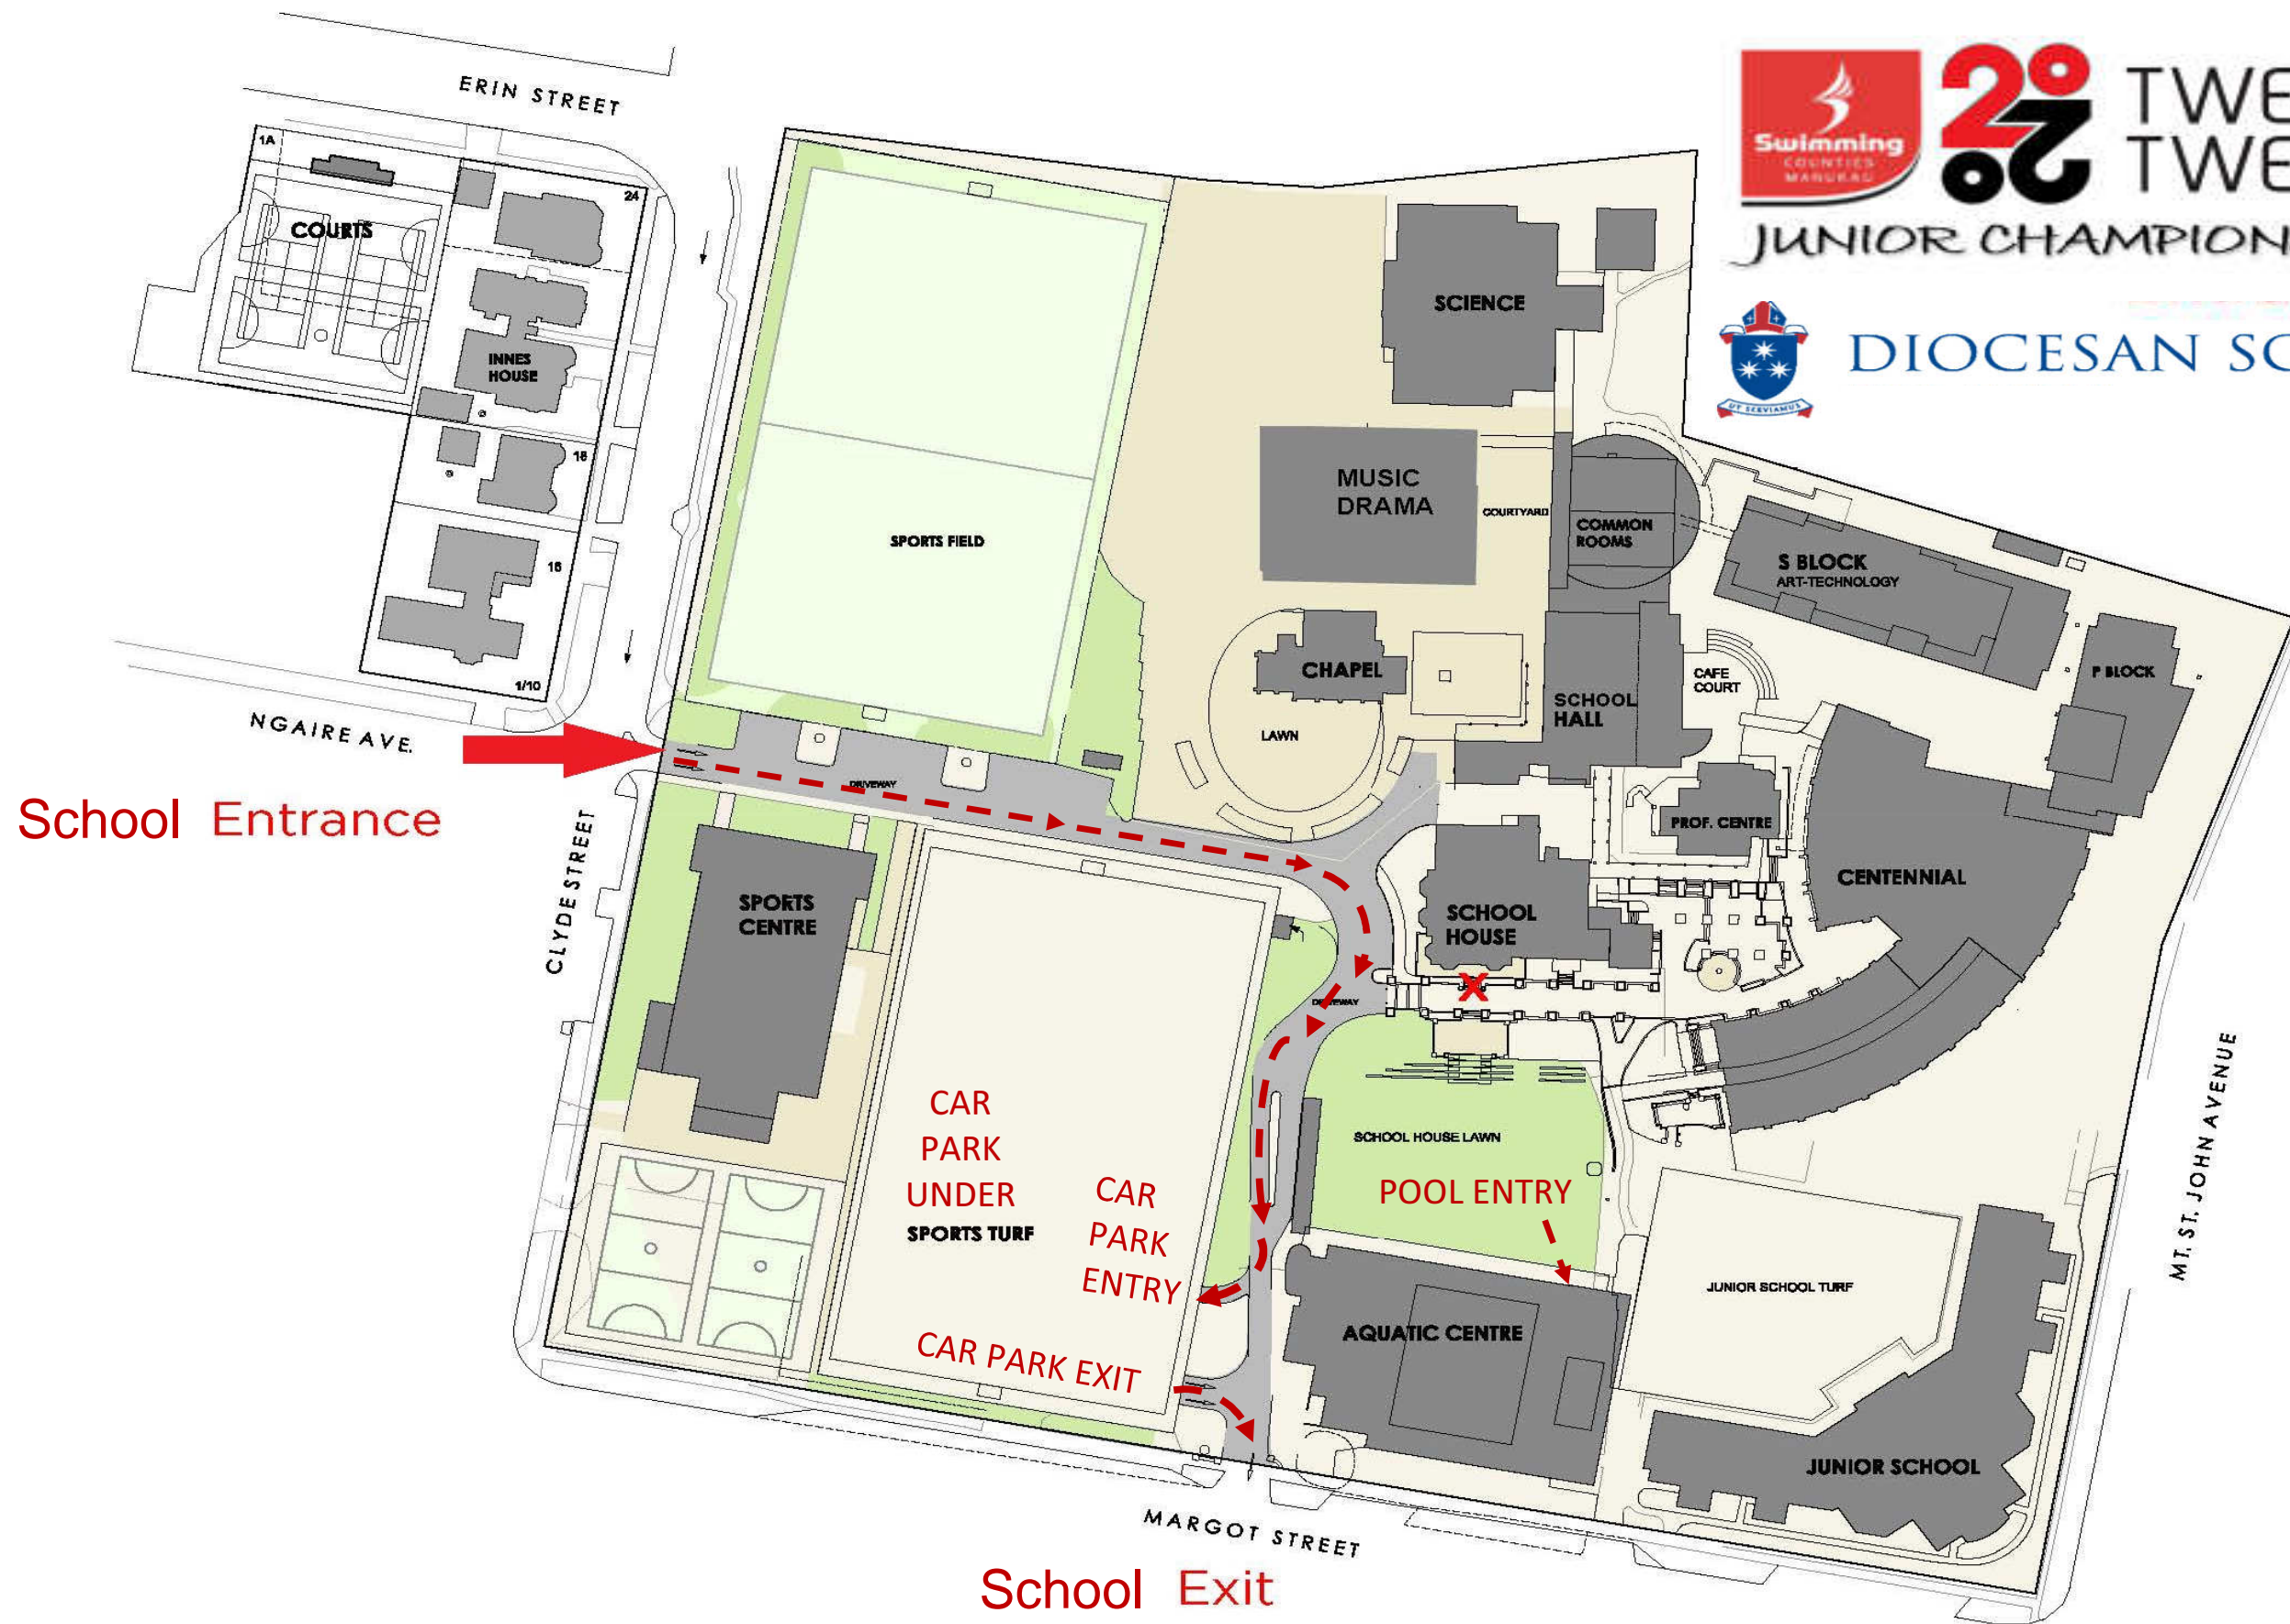 ERIN STREET
1A
24
COURTS
INNES
HOUSE
18
16
1/10
NGAIRE AVE.
School Entrance
CLYDE STREET
Swimming
COUNTIES
MANUKAU
2020
TWE
TWE
JUNIOR CHAMPION
DIOCESAN SC
UT SERVIAMUS
SPORTS FIELD
SCIENCE
MUSIC
DRAMA
COURTYARD
COMMON
ROOMS
S BLOCK
ART-TECHNOLOGY
P BLOCK
CHAPEL
LAWN
SCHOOL
HALL
CAFE
COURT
DRIVEWAY
PROF. CENTRE
CENTENNIAL
SPORTS
CENTRE
SCHOOL
HOUSE
X
DRIVEWAY
CAR
PARK
UNDER
SPORTS TURF
CAR
PARK
ENTRY
CAR PARK EXIT
SCHOOL HOUSE LAWN
POOL ENTRY
AQUATIC CENTRE
JUNIOR SCHOOL TURF
JUNIOR SCHOOL
MT. ST. JOHN AVENUE
MARGOT STREET
School Exit